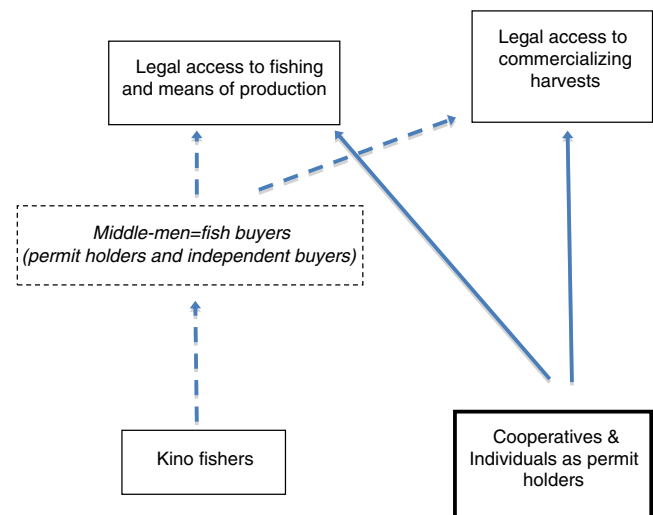 Legal access to fishing
and means of production
Legal access to
commercializing
harvests
Middle-men=fish buyers
(permit holders and independent buyers)
Kino fishers
Cooperatives &
Individuals as permit
holders